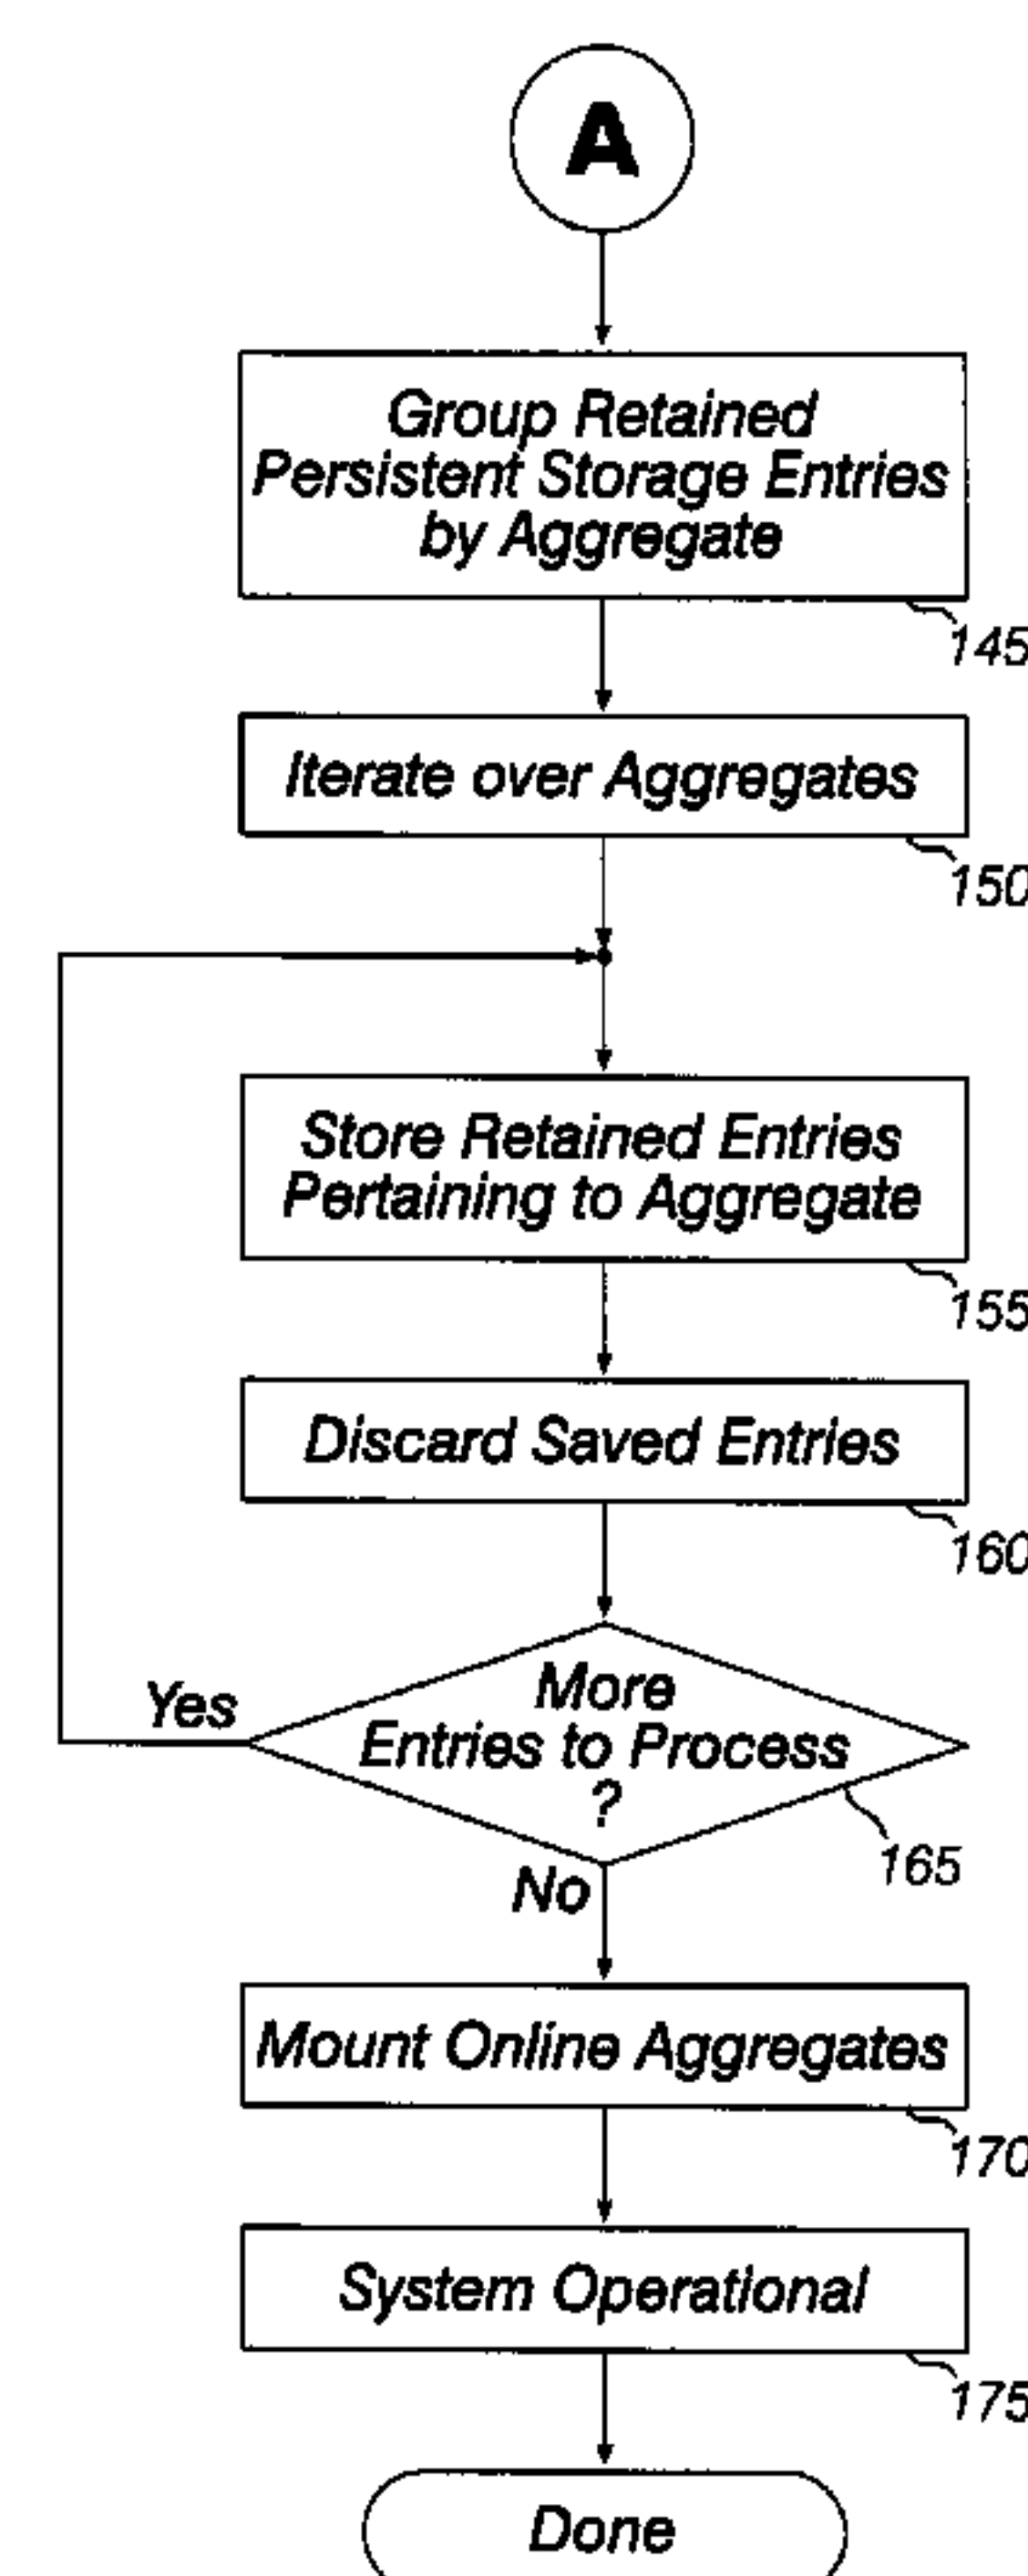 A
Group Retained
Persistent Storage Entries
by Aggregate
145
Iterate over Aggregates
150
Store Retained Entries
Pertaining to Aggregate
155
Discard Saved Entries
160
More
Entries to Process
?
Yes
165
No
Mount Online Aggregates
170
System Operational
175
Done